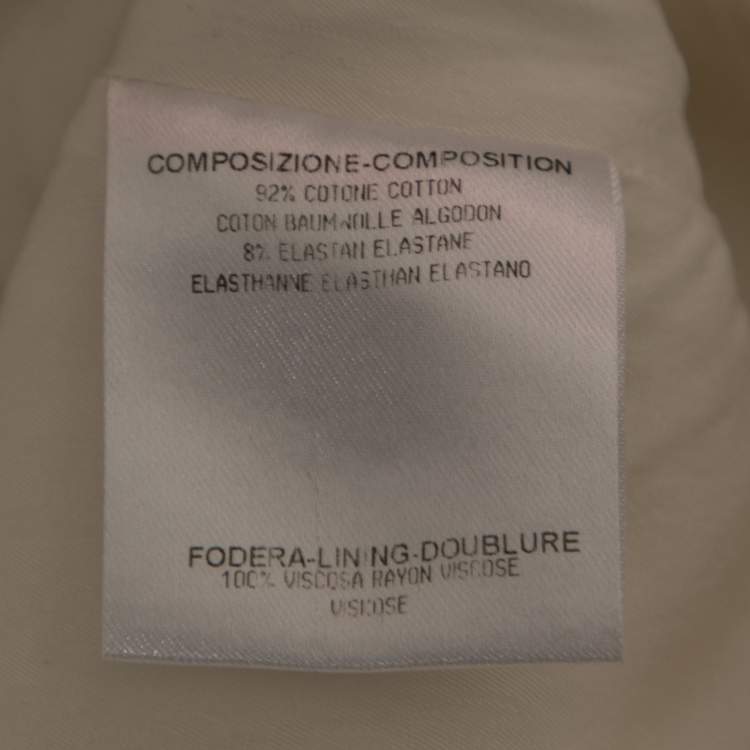 COMPOSIZIONE-COMPOSITION
92% COTONE COTTON
COTON BAUMWOLLE ALGODON
8% ELASTAN ELASTANE
ELASTHANNE ELASTHAN ELASTANO
FODERA-LINING-DOUBLURE
100% VISCOSA RAYON VISCOSE
VISKOSE